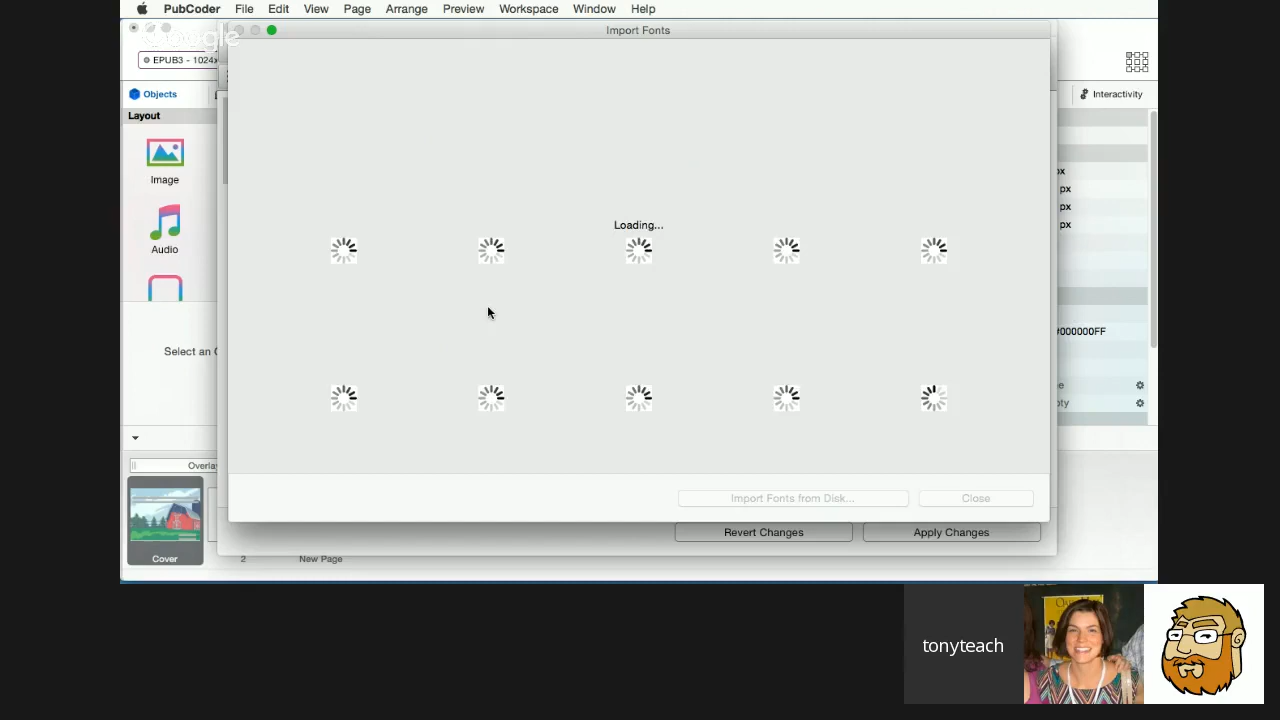 PubCoder File Edit View Page Arrange Preview Workspace Window Help
Import Fonts
Google
EPUB3 - 1024x
Objects
Interactivity
Layout
px
px
px
px
Image
Loading...
Audio
#000000FF
Select an
Overlay
Import Fonts from Disk...
Close
Revert Changes
Apply Changes
Cover
2
New Page
tonyteach